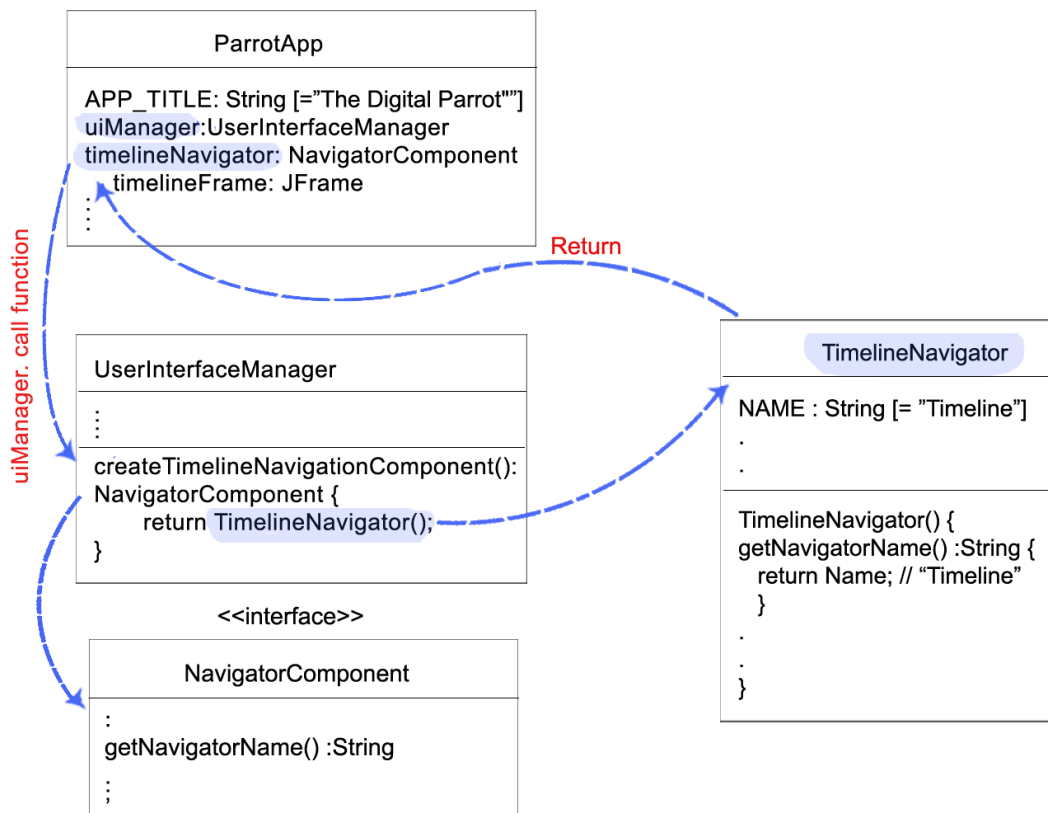 ParrotApp
APP_TITLE: String [=”The Digital Parrot"”]
uiManager:UserInterfaceManager
timelineNavigator: NavigatorComponent
timelineFrame: JFrame
:
:
uiManager. call function
Return
UserInterfaceManager
:
:
createTimelineNavigationComponent():
NavigatorComponent {
return TimelineNavigator();
}
<<interface>>
NavigatorComponent
:
getNavigatorName() :String
:
TimelineNavigator
NAME : String [= ”Timeline”]
.
.
TimelineNavigator() {
getNavigatorName() :String {
return Name; // “Timeline”
}
.
.
}